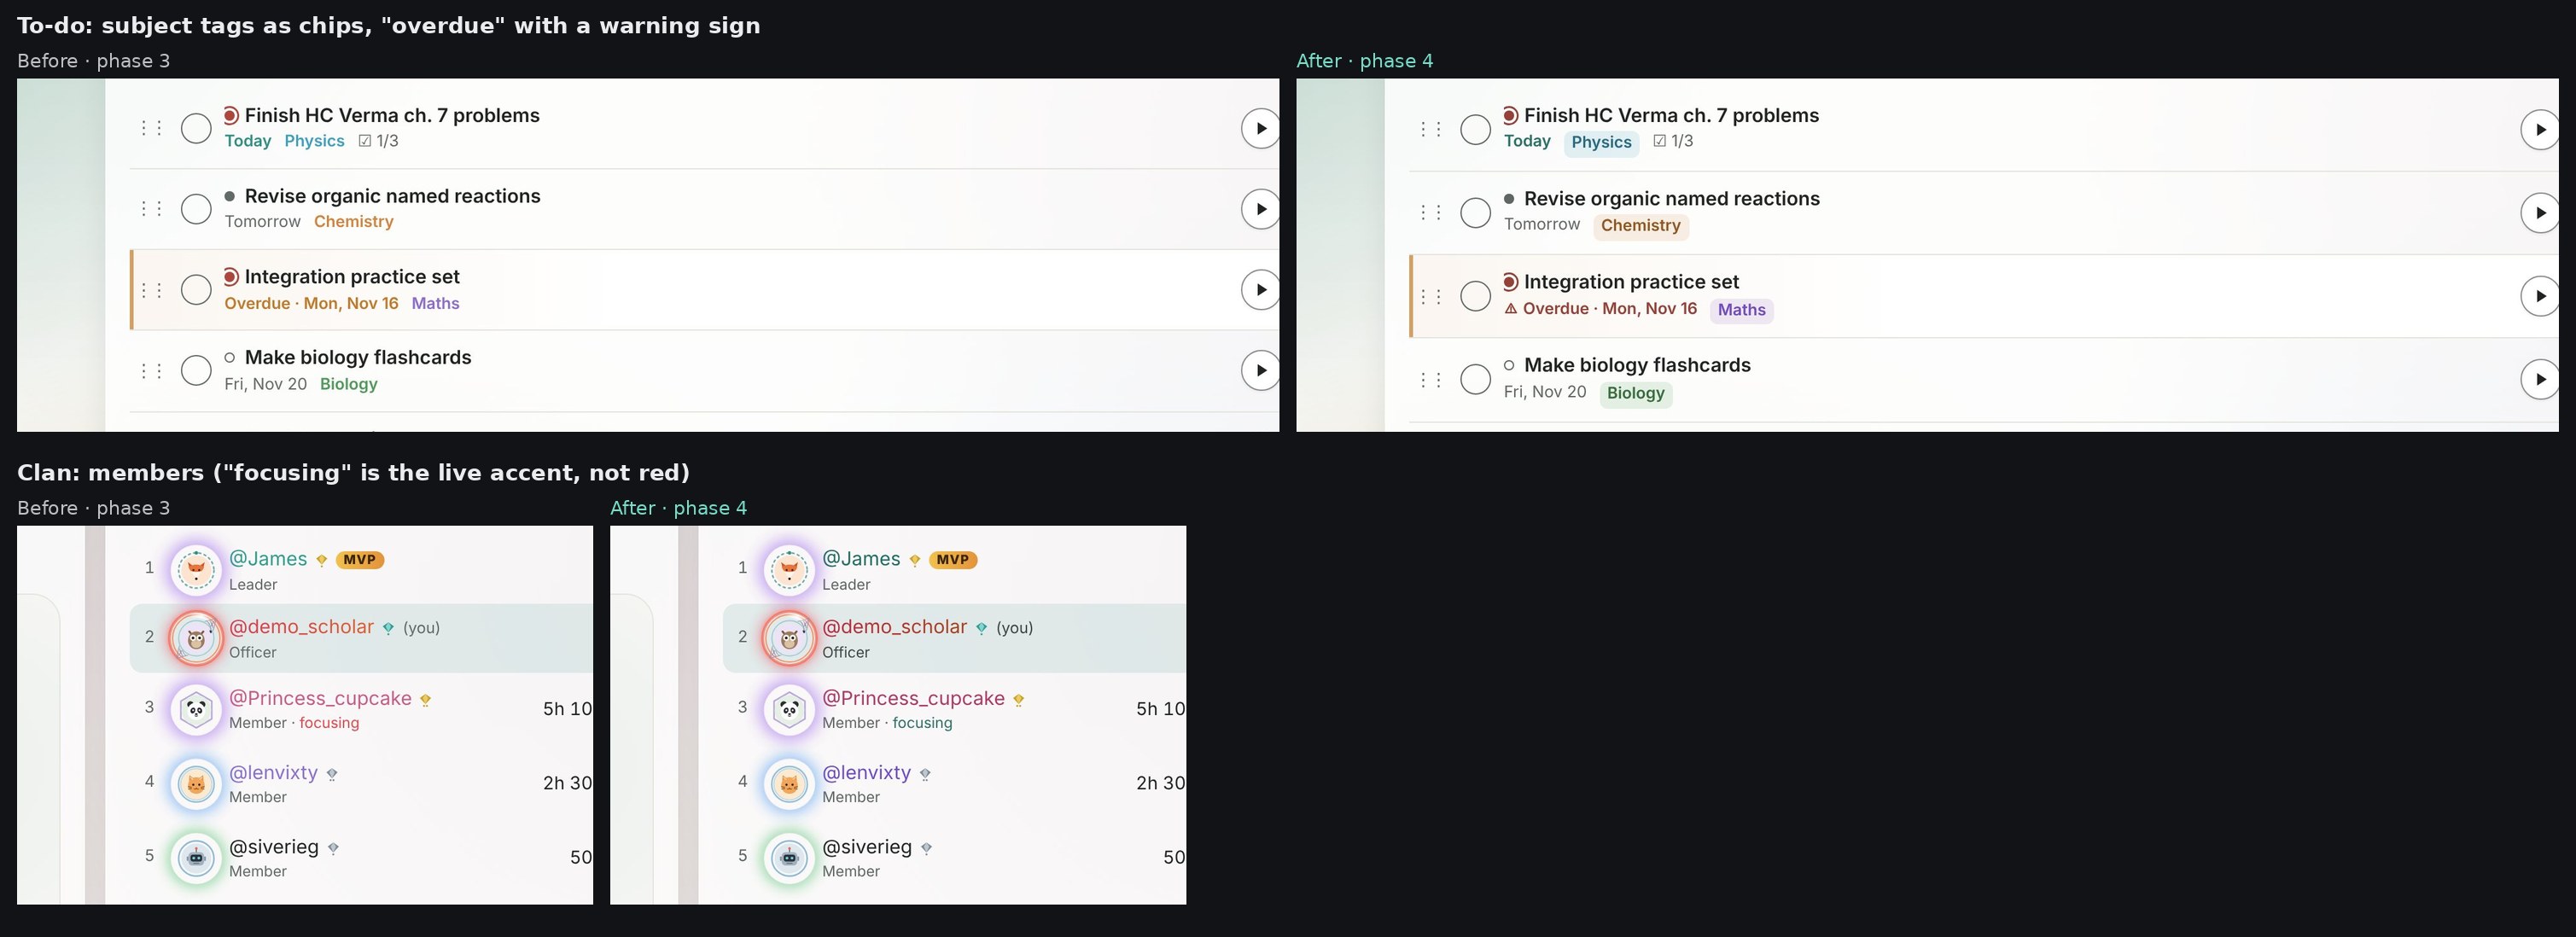 To-do: subject tags as chips, "overdue" with a warning sign
Before · phase 3
Finish HC Verma ch. 7 problems
Today Physics ☑ 1/3
Revise organic named reactions
Tomorrow Chemistry
Integration practice set
Overdue · Mon, Nov 16 Maths
Make biology flashcards
Fri, Nov 20 Biology
After · phase 4
Finish HC Verma ch. 7 problems
Today Physics ☑ 1/3
Revise organic named reactions
Tomorrow Chemistry
Integration practice set
⚠ Overdue · Mon, Nov 16 Maths
Make biology flashcards
Fri, Nov 20 Biology
Clan: members ("focusing" is the live accent, not red)
Before · phase 3
1 @James MVP
Leader
2 @demo_scholar (you)
Officer
3 @Princess_cupcake 5h 10
Member · focusing
4 @lenvixty 2h 30
Member
5 @siverieg 50
Member
After · phase 4
1 @James MVP
Leader
2 @demo_scholar (you)
Officer
3 @Princess_cupcake 5h 10
Member · focusing
4 @lenvixty 2h 30
Member
5 @siverieg 50
Member